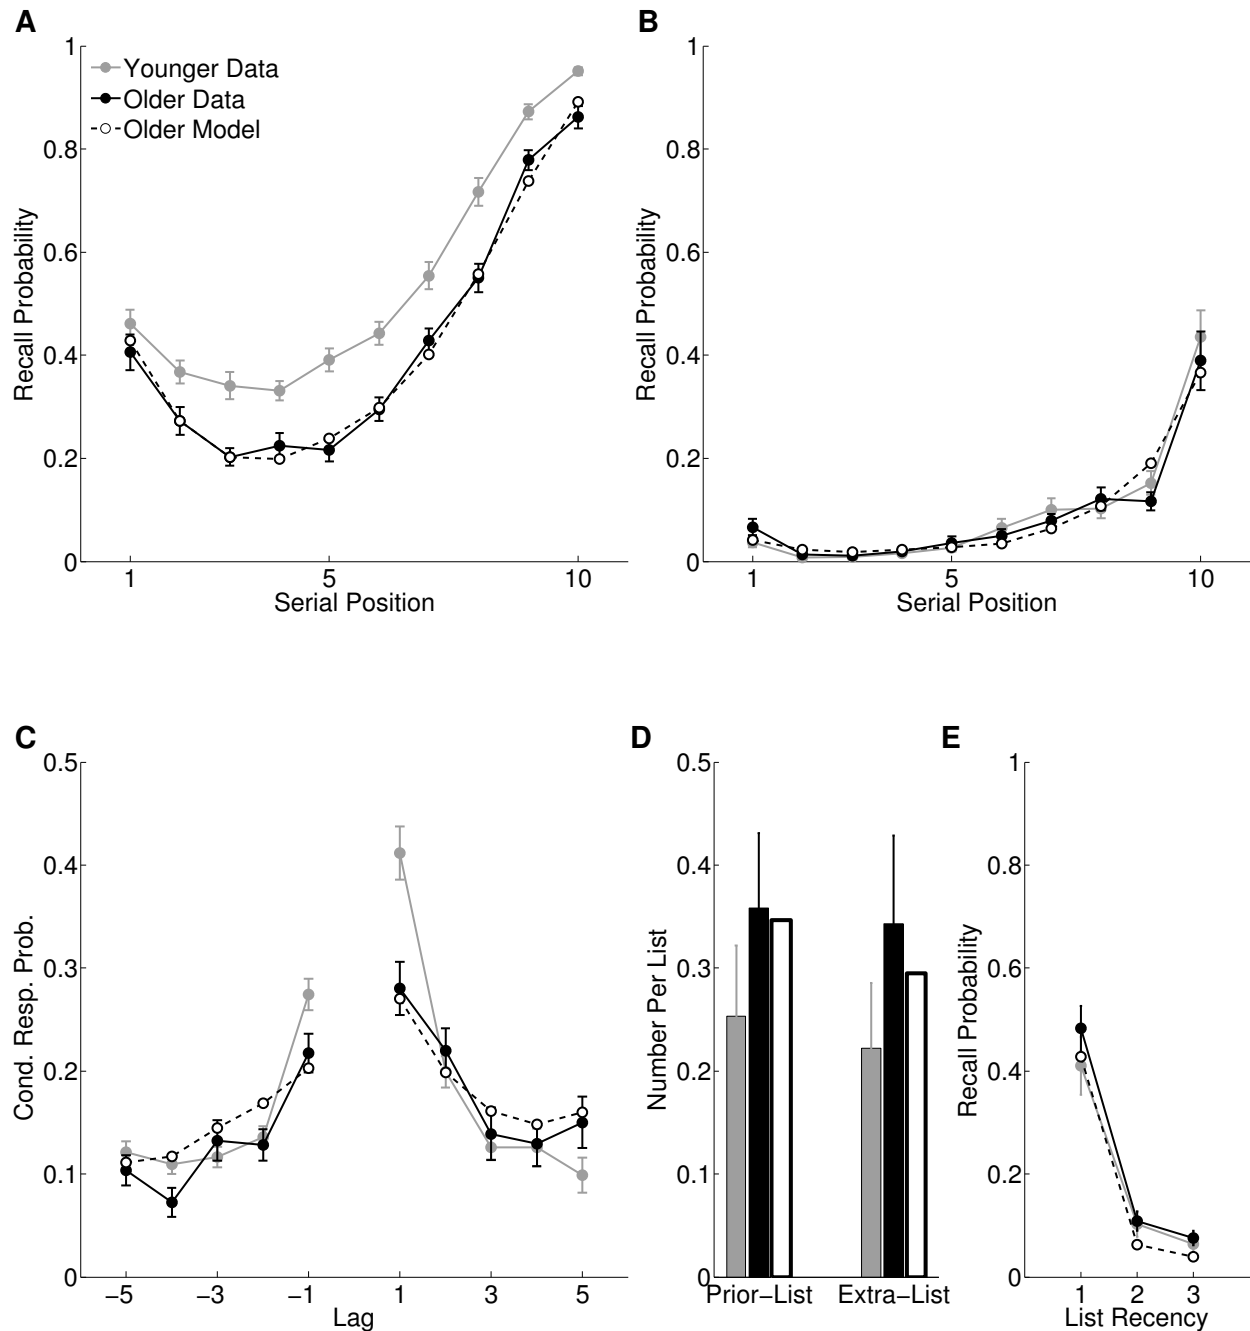 A
1
0.8
0.6
0.4
0.2
0
Recall Probability
Younger Data
Older Data
Older Model
1
5
10
Serial Position
B
1
0.8
0.6
0.4
0.2
0
Recall Probability
1
5
10
Serial Position
C
0.5
0.4
0.3
0.2
0.1
0
Cond. Resp. Prob.
−5
−3
−1
1
3
5
Lag
D
0.5
0.4
0.3
0.2
0.1
0
Number Per List
Prior−List
Extra−List
E
1
0.8
0.6
0.4
0.2
0
Recall Probability
1
2
3
List Recency